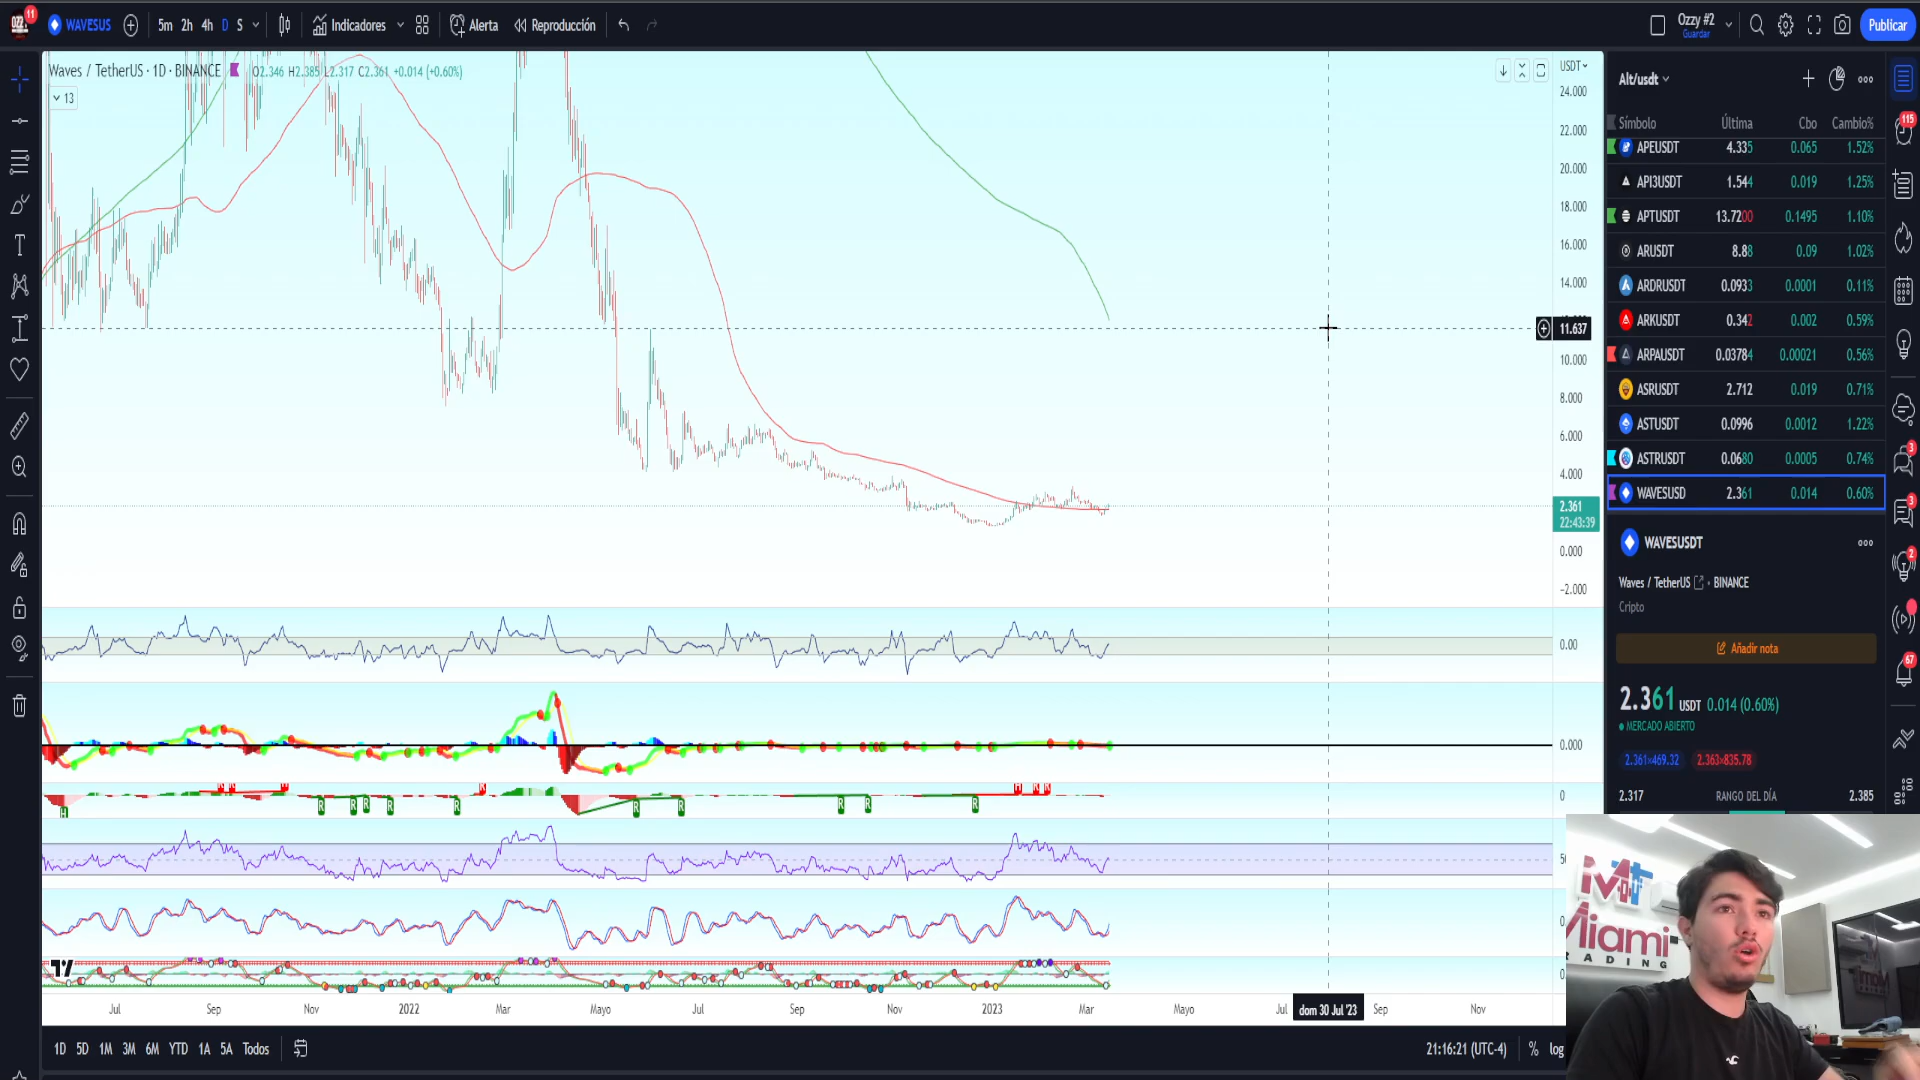 11
WAVESUS
5m 2h 4h D S
Indicadores
Alerta
Reproducción
Ozzy #2
Guardar
Publicar
Waves / TetherUS · 1D · BINANCE
O2.346 H2.385 L2.317 C2.361 +0.014 (+0.60%)
13
USDT
24.000
22.000
20.000
18.000
16.000
14.000
11.637
10.000
8.000
6.000
4.000
2.361
22:43:39
0.000
-2.000
0.00
0.000
0
Jul Sep Nov 2022 Mar Mayo Jul Sep Nov 2023 Mar Mayo Jul dom 30 Jul '23 Sep Nov
1D 5D 1M 3M 6M YTD 1A 5A Todos
21:16:21 (UTC-4) % log
Alt/usdt
Símbolo Última Cbo Cambio%
APEUSDT 4.335 0.065 1.52%
API3USDT 1.544 0.019 1.25%
APTUSDT 13.7200 0.1495 1.10%
ARUSDT 8.88 0.09 1.02%
ARDRUSDT 0.0933 0.0001 0.11%
ARKUSDT 0.342 0.002 0.59%
ARPAUSDT 0.03784 0.00021 0.56%
ASRUSDT 2.712 0.019 0.71%
ASTUSDT 0.0996 0.0012 1.22%
ASTRUSDT 0.0680 0.0005 0.74%
WAVESUSD 2.361 0.014 0.60%
WAVESUSDT
Waves / TetherUS · BINANCE
Cripto
Añadir nota
2.361 USDT 0.014 (0.60%)
MERCADO ABIERTO
2.361×469.32 2.363×835.78
2.317 RANGO DEL DÍA 2.385
115
3
3
2
67
Miami
RADING